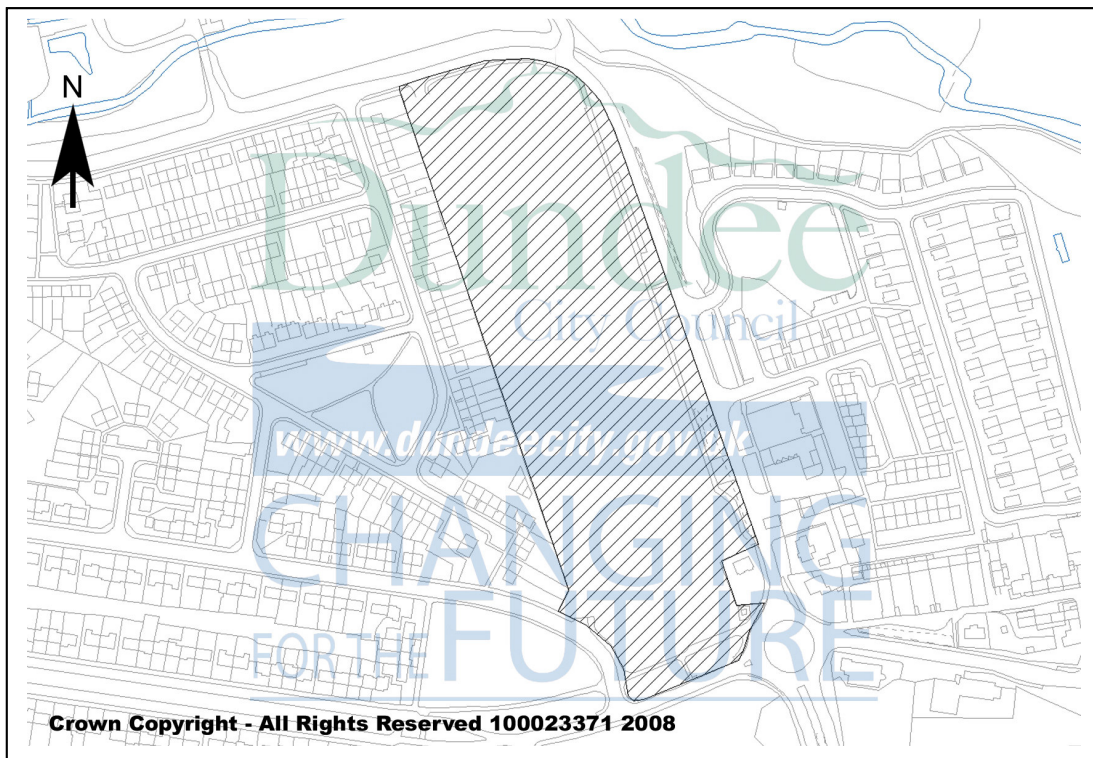 N
Dundee
City Council
www.dundeecity.gov.uk
CHANGING
FOR THE FUTURE
Crown Copyright - All Rights Reserved 100023371 2008